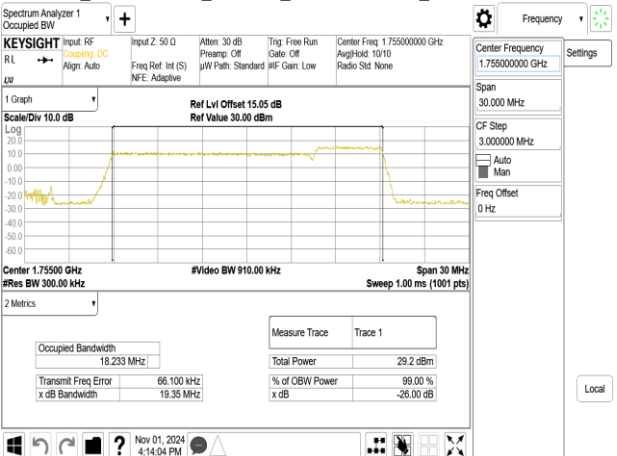 Spectrum Analyzer 1
Occupied BW
+
Frequency
KEYSIGHT
RL
Input: RF
Coupling: DC
Align: Auto
Input Z: 50 Ω
Freq Ref: Int (S)
NFE: Adaptive
Atten: 30 dB
Preamp: Off
µW Path: Standard
Trig: Free Run
Gate: Off
#IF Gain: Low
Center Freq: 1.755000000 GHz
Avg|Hold: 10/10
Radio Std: None
Center Frequency
1.755000000 GHz
Settings
Span
30.000 MHz
CF Step
3.000000 MHz
Auto
Man
Freq Offset
0 Hz
1 Graph
Scale/Div 10.0 dB
Ref Lvl Offset 15.05 dB
Ref Value 30.00 dBm
Log
20.0
10.0
0.00
-10.0
-20.0
-30.0
-40.0
-50.0
-60.0
Center 1.75500 GHz
#Res BW 300.00 kHz
#Video BW 910.00 kHz
Span 30 MHz
Sweep 1.00 ms (1001 pts)
2 Metrics
Measure Trace Trace 1
Occupied Bandwidth
18.233 MHz
Total Power 29.2 dBm
Transmit Freq Error 66.100 kHz
% of OBW Power 99.00 %
x dB Bandwidth 19.35 MHz
x dB -26.00 dB
Local
?
Nov 01, 2024
4:14:04 PM